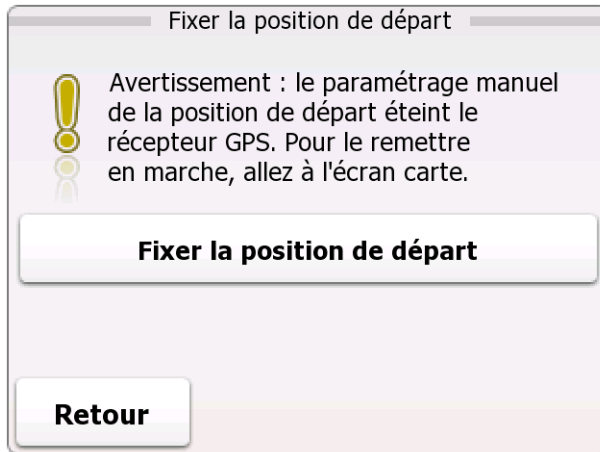 Fixer la position de départ
Avertissement : le paramétrage manuel
de la position de départ éteint le
récepteur GPS. Pour le remettre
en marche, allez à l'écran carte.
Fixer la position de départ
Retour